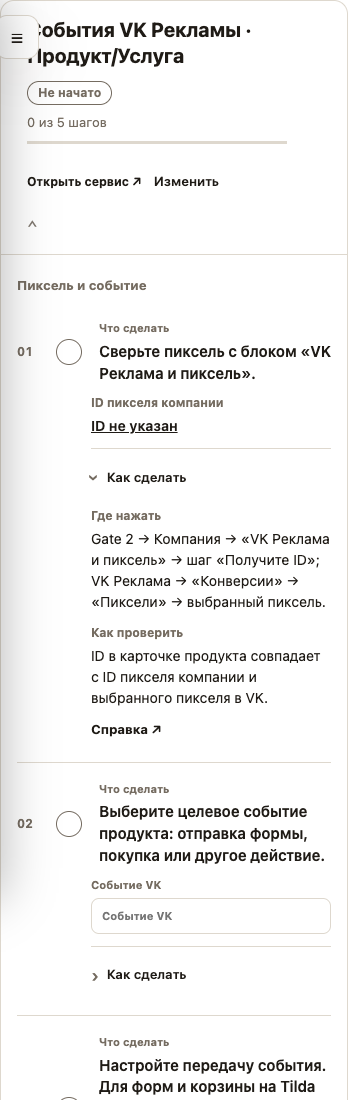 События VK Рекламы ·
Продукт/Услуга
Не начато
0 из 5 шагов
Открыть сервис ↗ Изменить
Пиксель и событие
Что сделать
01 Сверьте пиксель с блоком «VK
Реклама и пиксель».
ID пикселя компании
ID не указан
Как сделать
Где нажать
Gate 2 → Компания → «VK Реклама
и пиксель» → шаг «Получите ID»;
VK Реклама → «Конверсии» →
«Пиксели» → выбранный пиксель.
Как проверить
ID в карточке продукта совпадает
с ID пикселя компании и
выбранного пикселя в VK.
Справка ↗
Что сделать
02 Выберите целевое событие
продукта: отправка формы,
покупка или другое действие.
Событие VK
Событие VK
Как сделать
Что сделать
Настройте передачу события.
Для форм и корзины на Tilda